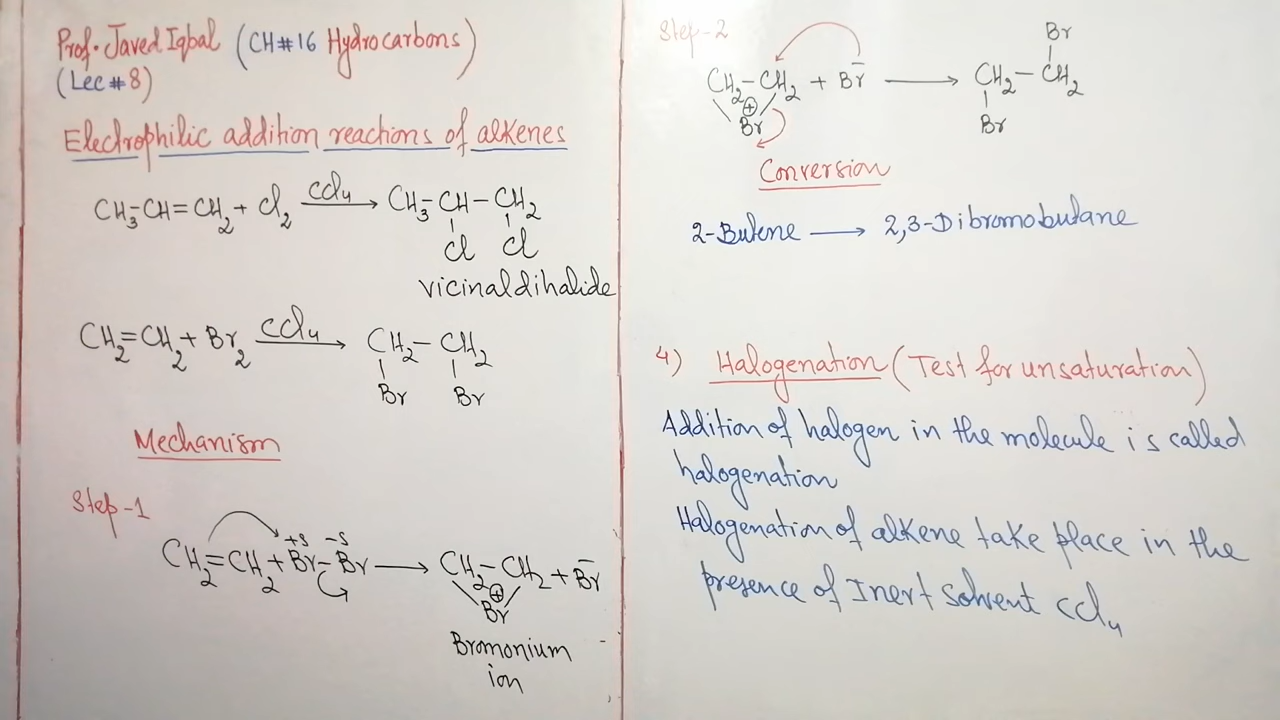 Prof. Javed Iqbal (CH#16 Hydrocarbons)
(Lec#8)
Electrophilic addition reactions of alkenes
CH₃-CH=CH₂ + Cl₂ CCl₄ → CH₃-CH-CH₂
Cl Cl
vicinal dihalide
CH₂=CH₂ + Br₂ CCl₄ → CH₂-CH₂
Br Br
Mechanism
Step-1
+δ -δ
CH₂=CH₂ + Br-Br → CH₂-CH₂ + Br⁻
⊕
Br
Bromonium
ion
Step-2
Br
CH₂-CH₂ + Br⁻ → CH₂-CH₂
⊕
Br Br
Conversion
2-Butene → 2,3-Dibromobutane
4) Halogenation (Test for unsaturation)
Addition of halogen in the molecule is called
halogenation
Halogenation of alkene take place in the
presence of Inert solvent CCl₄